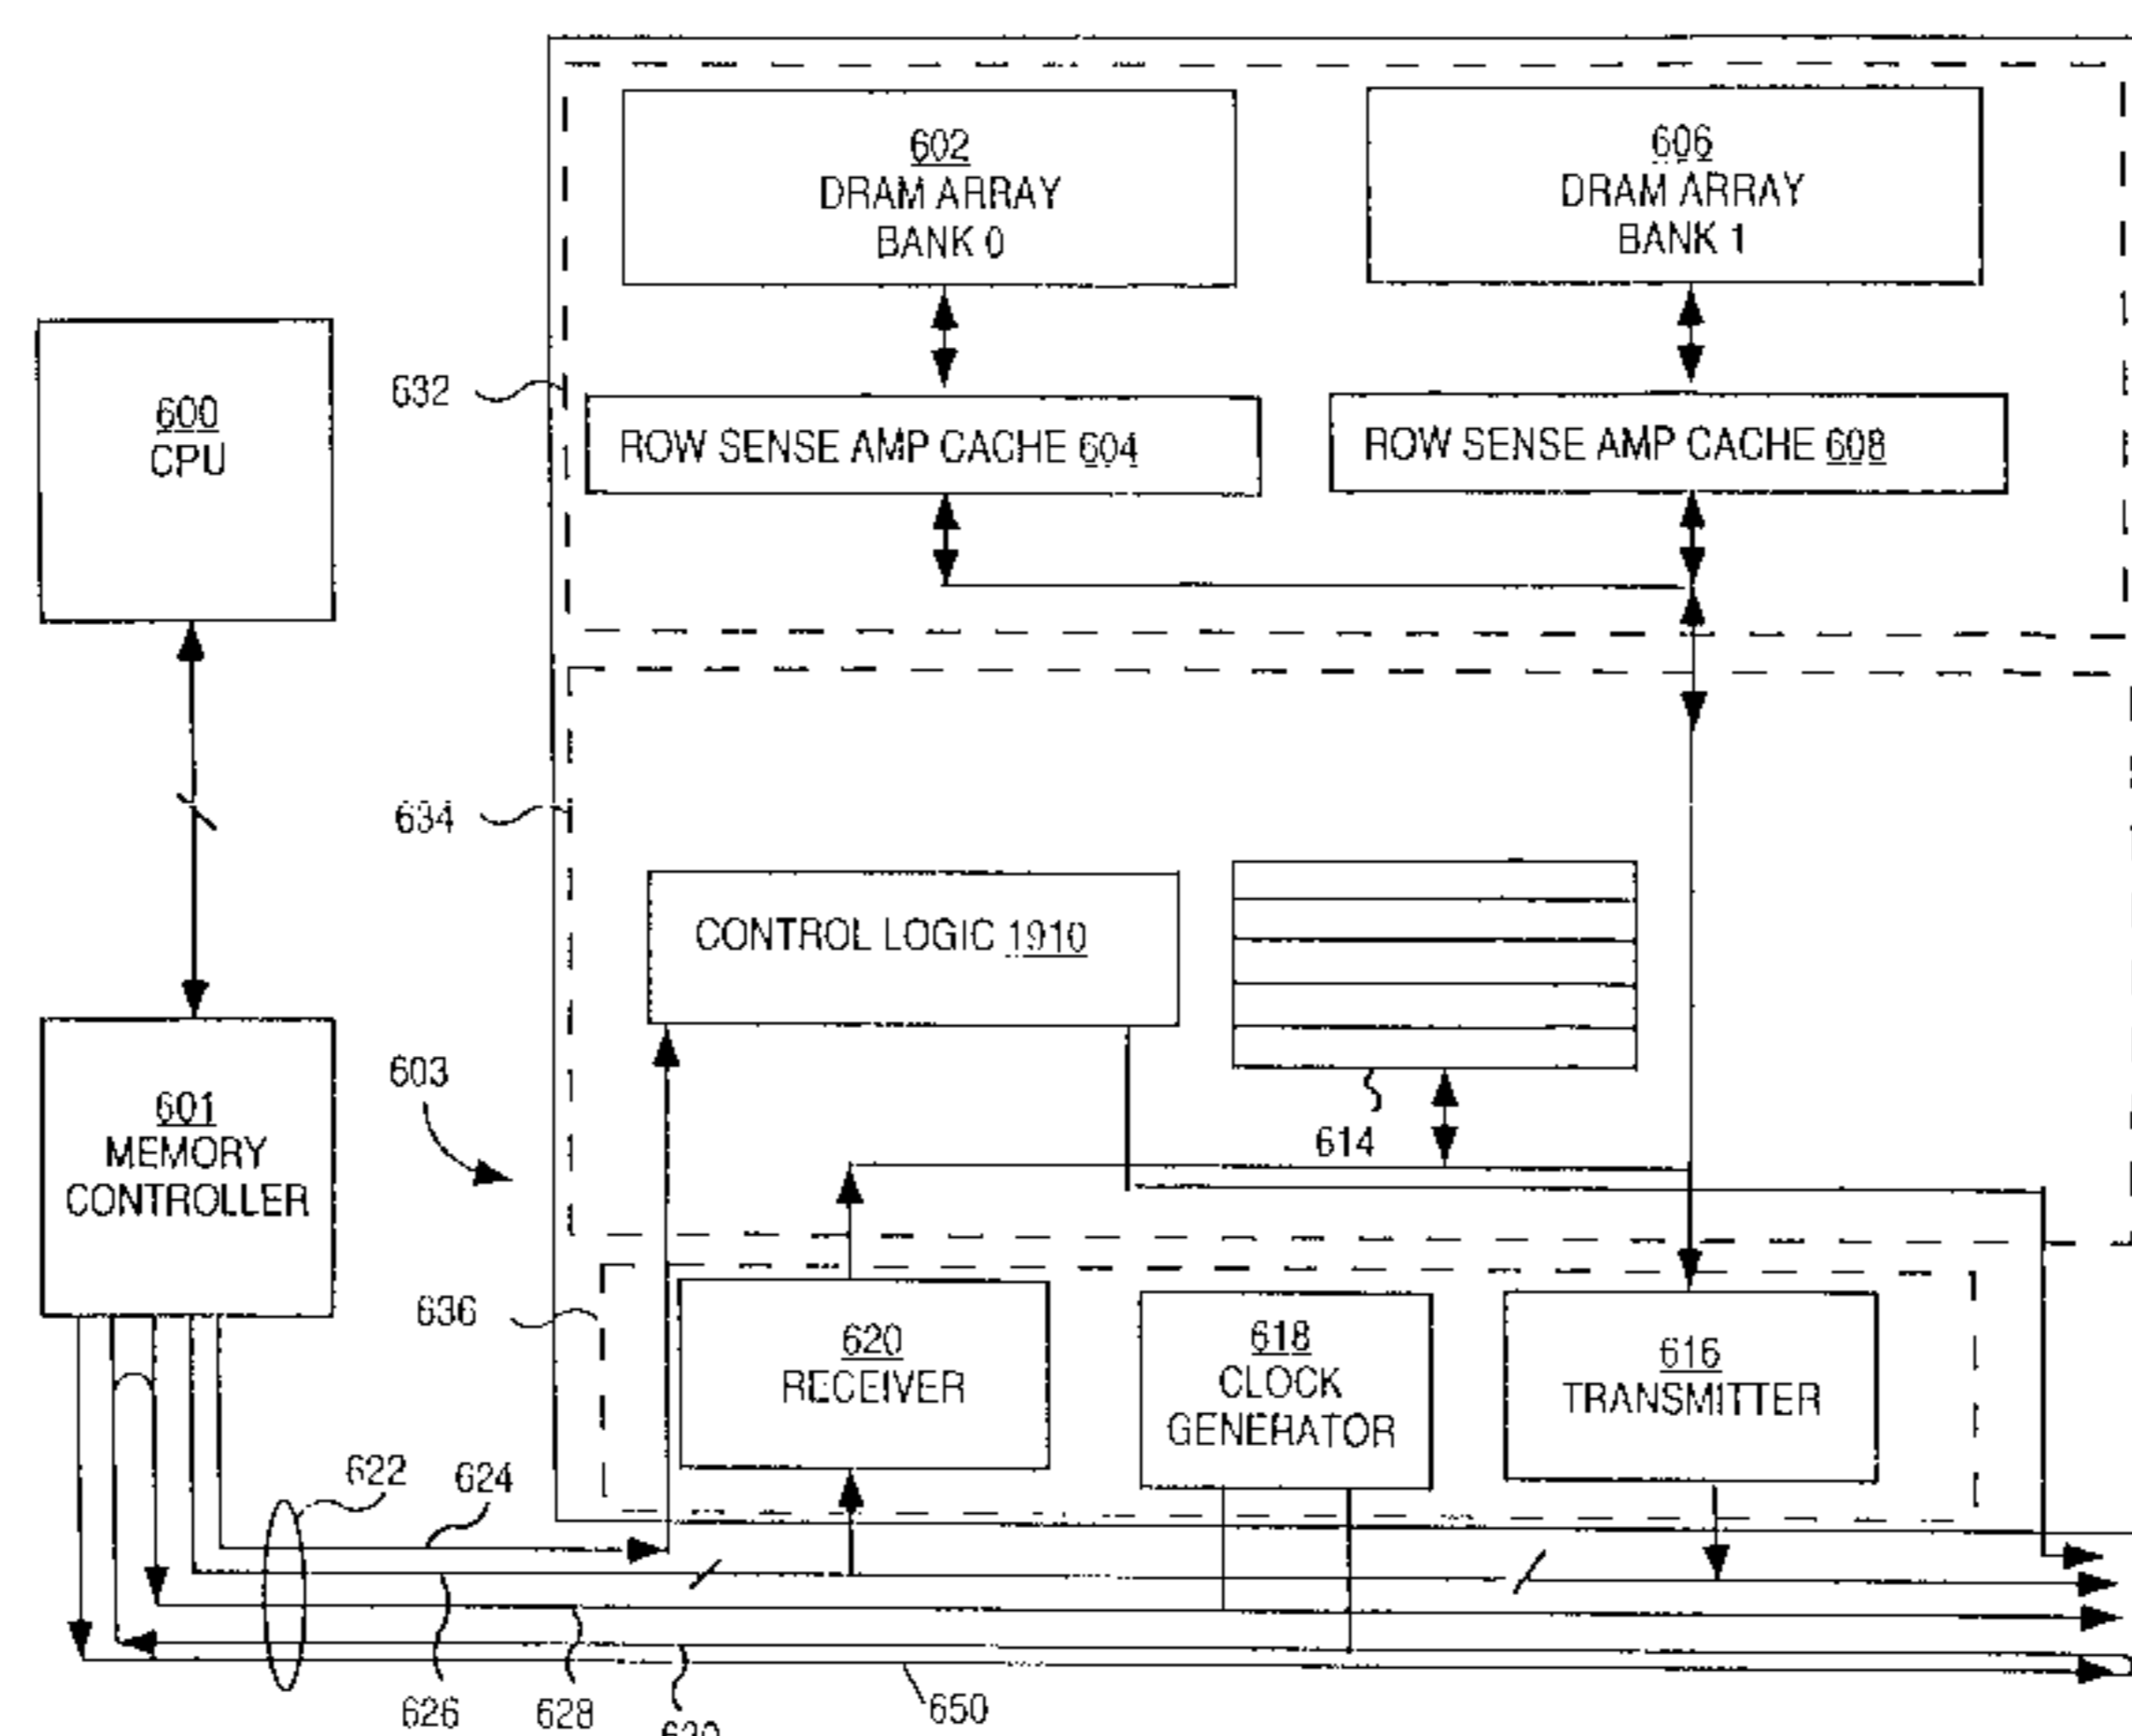 602
DRAM ARRAY
BANK 0
606
DRAM ARRAY
BANK 1
632
600
CPU
ROW SENSE AMP CACHE 604
ROW SENSE AMP CACHE 608
634
CONTROL LOGIC 1910
603
601
MEMORY
CONTROLLER
614
636
620
RECEIVER
618
CLOCK
GENERATOR
616
TRANSMITTER
622
624
626
628
650